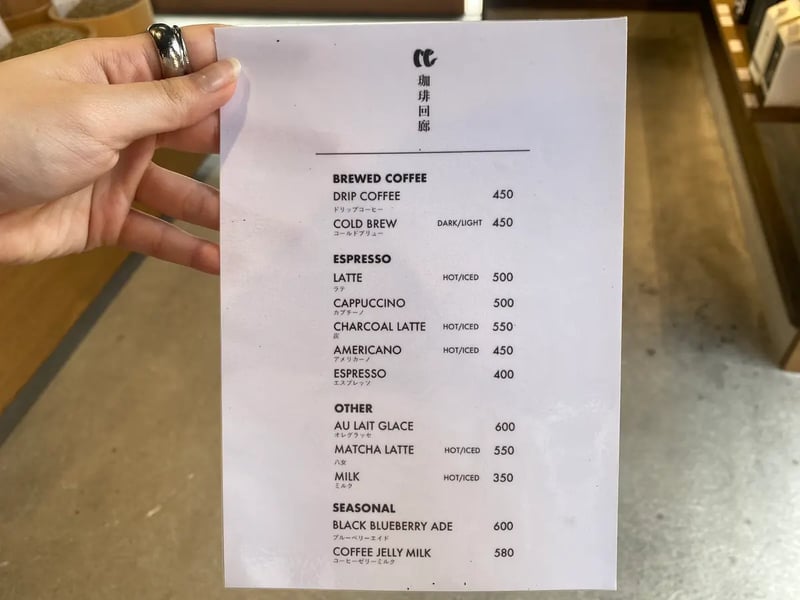 珈琲回廊
BREWED COFFEE
DRIP COFFEE 450
ドリップコーヒー
COLD BREW DARK/LIGHT 450
コールドブリュー
ESPRESSO
LATTE HOT/ICED 500
ラテ
CAPPUCCINO 500
カプチーノ
CHARCOAL LATTE HOT/ICED 550
炭
AMERICANO HOT/ICED 450
アメリカーノ
ESPRESSO 400
エスプレッソ
OTHER
AU LAIT GLACE 600
オレグラッセ
MATCHA LATTE HOT/ICED 550
八女
MILK HOT/ICED 350
ミルク
SEASONAL
BLACK BLUEBERRY ADE 600
ブルーベリーエイド
COFFEE JELLY MILK 580
コーヒーゼリーミルク